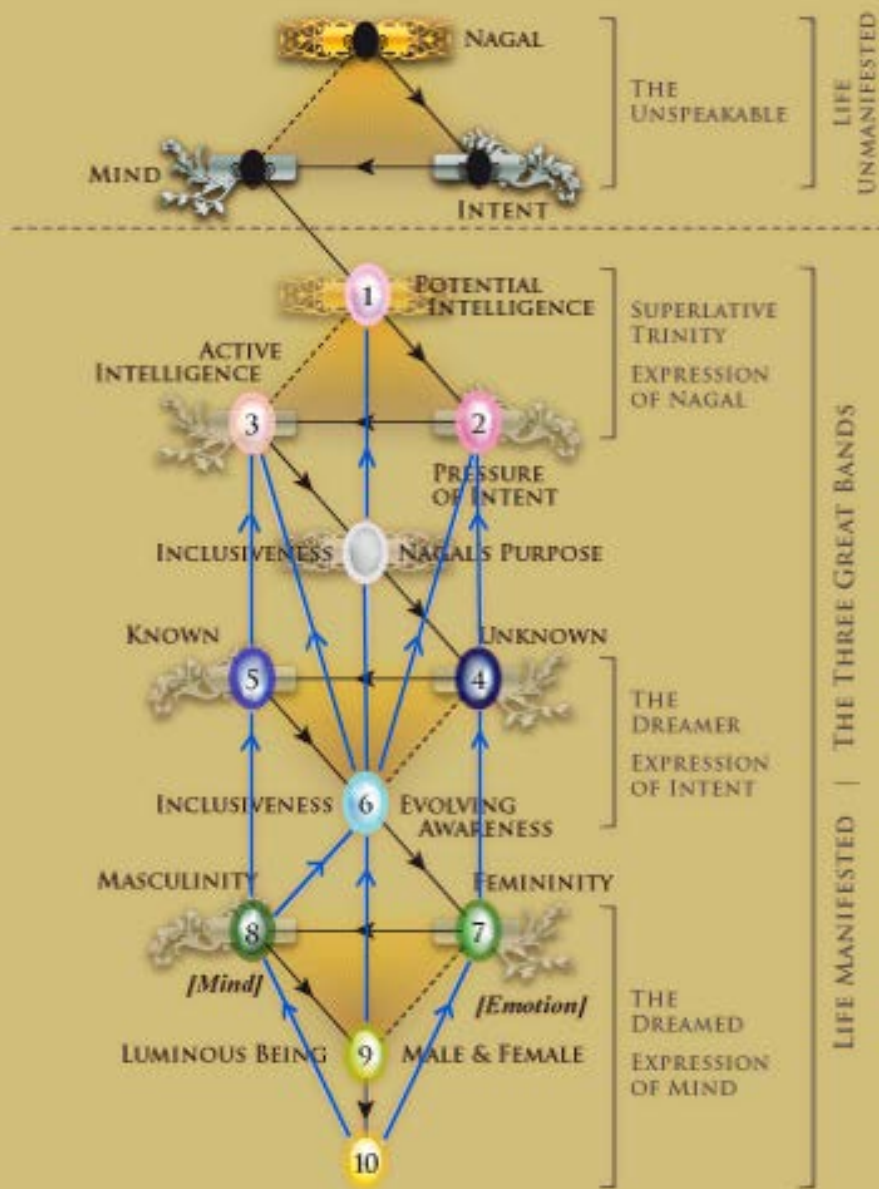 NAGAL
THE
UNSPEAKABLE
LIFE
UNMANIFESTED
MIND
INTENT
1
POTENTIAL
INTELLIGENCE
SUPERLATIVE
TRINITY
EXPRESSION
OF NAGAL
ACTIVE
INTELLIGENCE
3
2
PRESSURE
OF INTENT
INCLUSIVENESS
NAGAL'S PURPOSE
KNOWN
UNKNOWN
5
4
THE
DREAMER
EXPRESSION
OF INTENT
INCLUSIVENESS
6
EVOLVING
AWARENESS
MASCULINITY
FEMININITY
8
7
[Mind]
[Emotion]
THE
DREAMED
EXPRESSION
OF MIND
LUMINOUS BEING
9
MALE & FEMALE
10
LIFE MANIFESTED | THE THREE GREAT BANDS